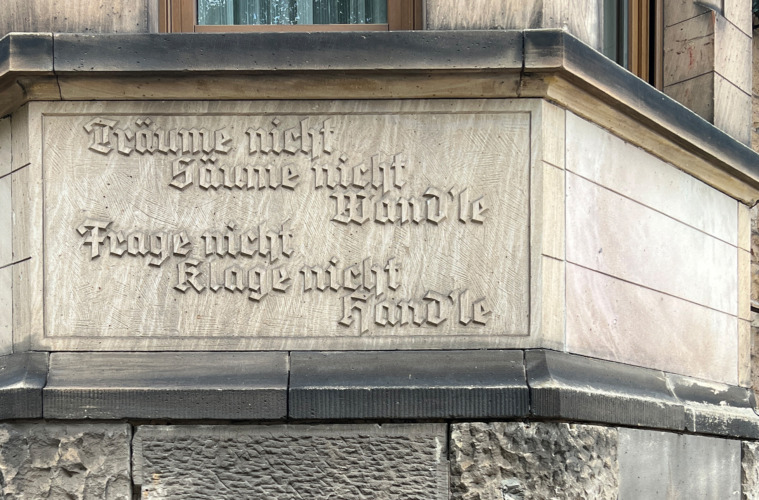 Träume nicht
Säume nicht
Wand'le
Frage nicht
Klage nicht
Hand'le